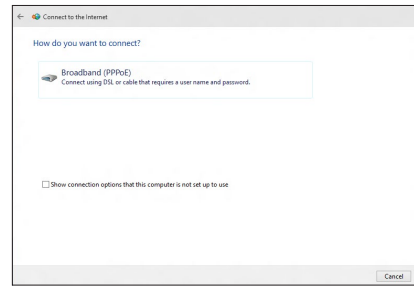 Connect to the Internet
How do you want to connect?
Broadband (PPPoE)
Connect using DSL or cable that requires a user name and password.
Show connection options that this computer is not set up to use
Cancel